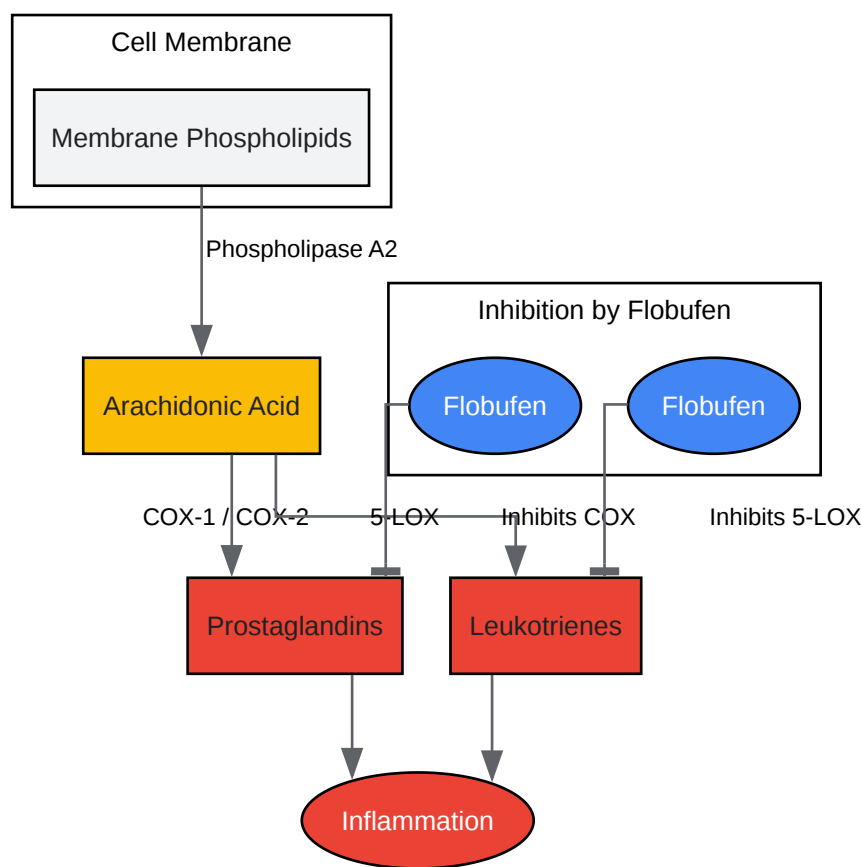 Cell Membrane
Membrane Phospholipids
Phospholipase A2
Inhibition by Flobufen
Arachidonic Acid
Flobufen
Flobufen
COX-1 / COX-2
5-LOX
Inhibits COX
Inhibits 5-LOX
Prostaglandins
Leukotrienes
Inflammation